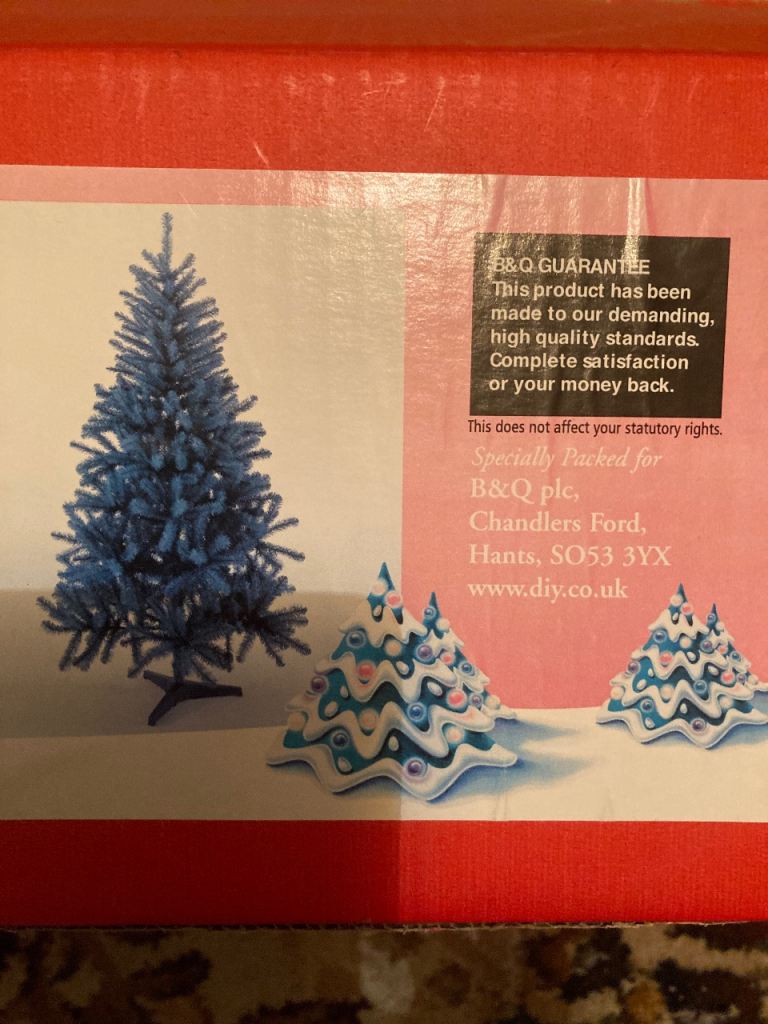 B&Q GUARANTEE
This product has been
made to our demanding,
high quality standards.
Complete satisfaction
or your money back.
This does not affect your statutory rights.
Specially Packed for
B&Q plc,
Chandlers Ford,
Hants, SO53 3YX
www.diy.co.uk